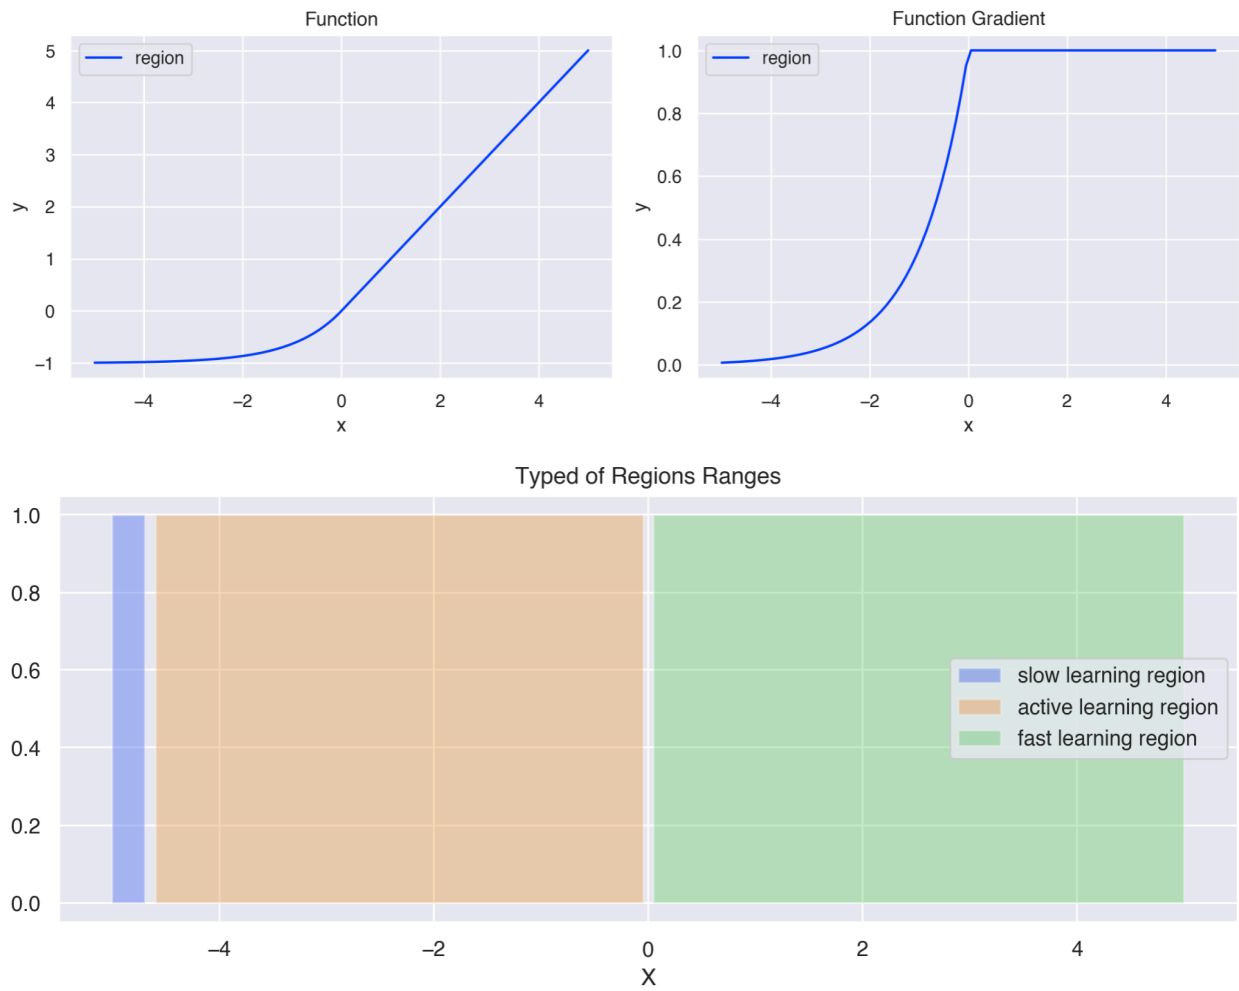 Function
region
5
4
3
2
1
0
−1
y
−4 −2 0 2 4
x
Function Gradient
region
1.0
0.8
0.6
0.4
0.2
0.0
y
−4 −2 0 2 4
x
Typed of Regions Ranges
1.0
0.8
0.6
0.4
0.2
0.0
slow learning region
active learning region
fast learning region
−4 −2 0 2 4
X